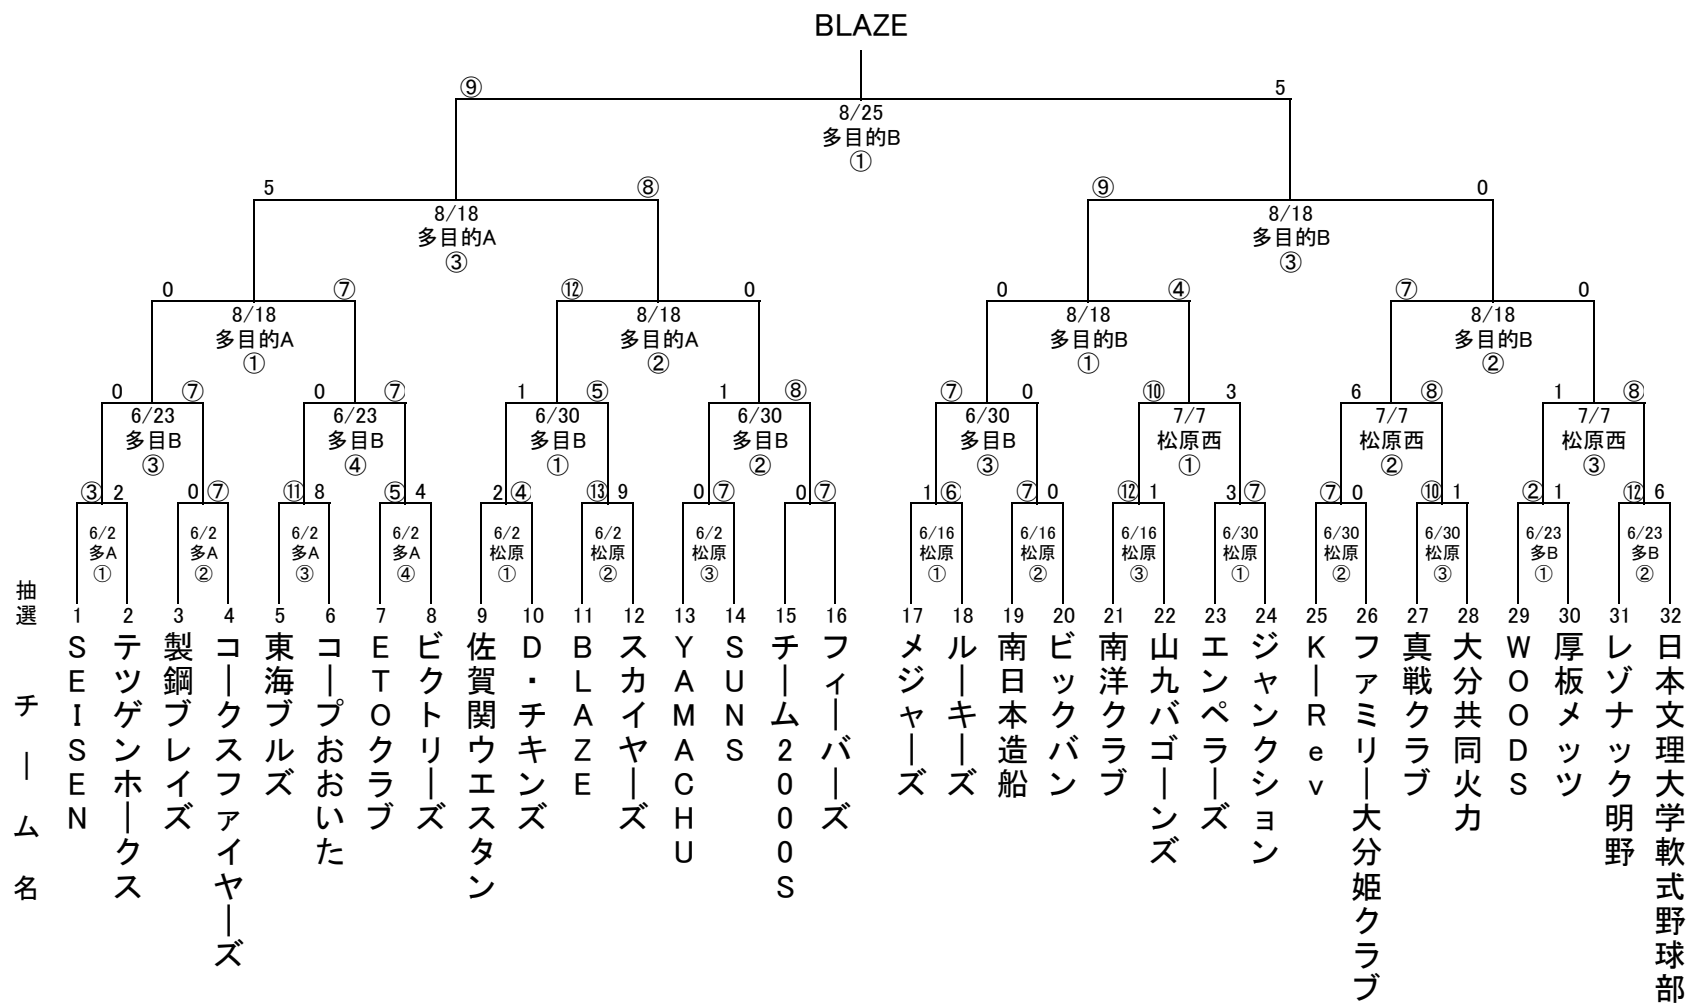 BLAZE
⑨ 5
8/25
多目的B
①
5 ⑧ ⑨ 0
8/18 8/18
多目的A 多目的B
③ ③
0 ⑦ ⑫ 0 0 ④ ⑦ 0
8/18 8/18 8/18 8/18
多目的A 多目的A 多目的B 多目的B
① ② ① ②
0 ⑦ 0 ⑦ 1 ⑤ 1 ⑧ ⑦ 0 ⑩ 3 6 ⑧ 1 ⑧
6/23 6/23 6/30 6/30 6/30 7/7 7/7 7/7
多目B 多目B 多目B 多目B 多目B 松原西 松原西 松原西
③ ④ ① ② ③ ① ② ③
③ 2 0 ⑦ ⑪ 8 ⑤ 4 2 ④ ⑬ 9 0 ⑦ 0 ⑦ 1 ⑥ ⑦ 0 ⑫ 1 3 ⑦ ⑦ 0 ⑩ 1 ② 1 ⑫ 6
6/2 6/2 6/2 6/2 6/2 6/2 6/2 6/16 6/16 6/16 6/30 6/30 6/30 6/23 6/23
多A 多A 多A 多A 松原 松原 松原 松原 松原 松原 松原 松原 松原 多B 多B
① ② ③ ④ ① ② ③ ① ② ③ ① ② ③ ① ②
抽選 1 2 3 4 5 6 7 8 9 10 11 12 13 14 15 16 17 18 19 20 21 22 23 24 25 26 27 28 29 30 31 32
チーム名
SEISEN
テツゲンホークス
製鋼ブレイズ
コークスファイヤーズ
東海ブルズ
コープおおいた
ETOクラブ
ビクトリーズ
佐賀関ウエスタン
D・チキンズ
BLAZE
スカイヤーズ
YAMACHU
SUNS
チーム2000S
フィーバーズ
メジャーズ
ルーキーズ
南日本造船
ビックバン
南洋クラブ
山九バゴーンズ
エンペラーズ
ジャンクション
K－Rev
ファミリー大分姫クラブ
真戦クラブ
大分共同火力
WOODS
厚板メッツ
レゾナック明野
日本文理大学軟式野球部